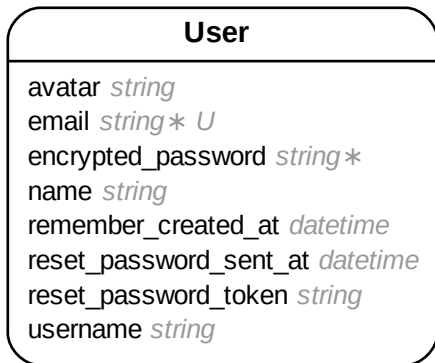 User
avatar string
email string∗ U
encrypted_password string∗
name string
remember_created_at datetime
reset_password_sent_at datetime
reset_password_token string
username string